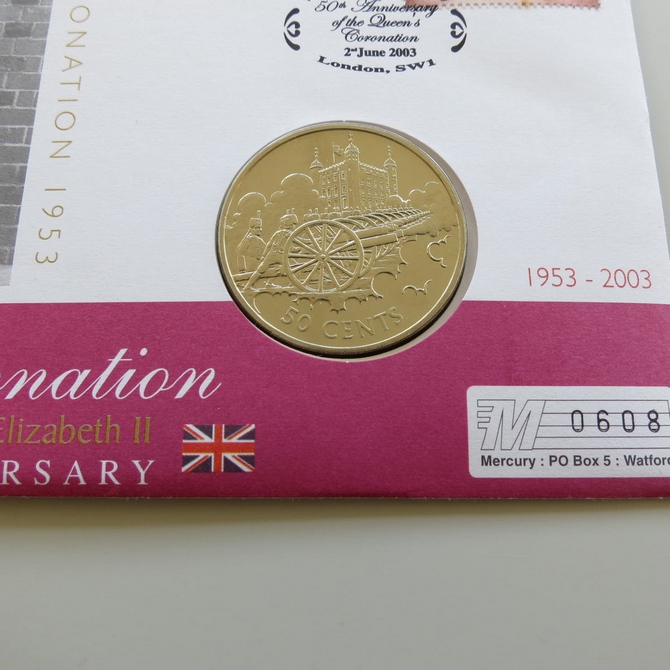 50th Anniversary
of the Queen's
Coronation
2nd June 2003
London, SW1
ONATION 1953
50 CENTS
1953 - 2003
onation
Elizabeth II
RSARY
M 0608
Mercury : PO Box 5 : Watford